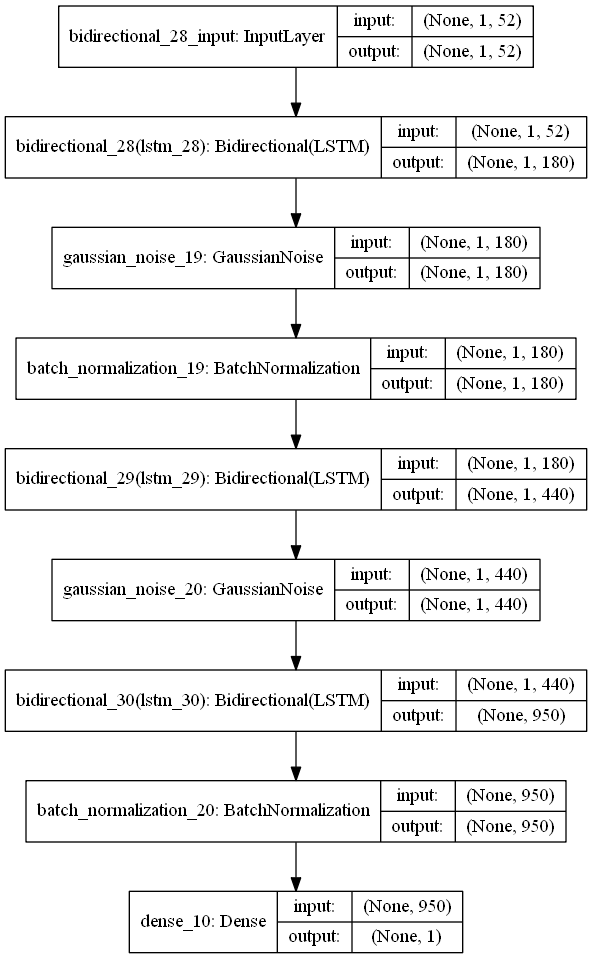 bidirectional_28_input: InputLayer
input: (None, 1, 52)
output: (None, 1, 52)
bidirectional_28(lstm_28): Bidirectional(LSTM)
input: (None, 1, 52)
output: (None, 1, 180)
gaussian_noise_19: GaussianNoise
input: (None, 1, 180)
output: (None, 1, 180)
batch_normalization_19: BatchNormalization
input: (None, 1, 180)
output: (None, 1, 180)
bidirectional_29(lstm_29): Bidirectional(LSTM)
input: (None, 1, 180)
output: (None, 1, 440)
gaussian_noise_20: GaussianNoise
input: (None, 1, 440)
output: (None, 1, 440)
bidirectional_30(lstm_30): Bidirectional(LSTM)
input: (None, 1, 440)
output: (None, 950)
batch_normalization_20: BatchNormalization
input: (None, 950)
output: (None, 950)
dense_10: Dense
input: (None, 950)
output: (None, 1)